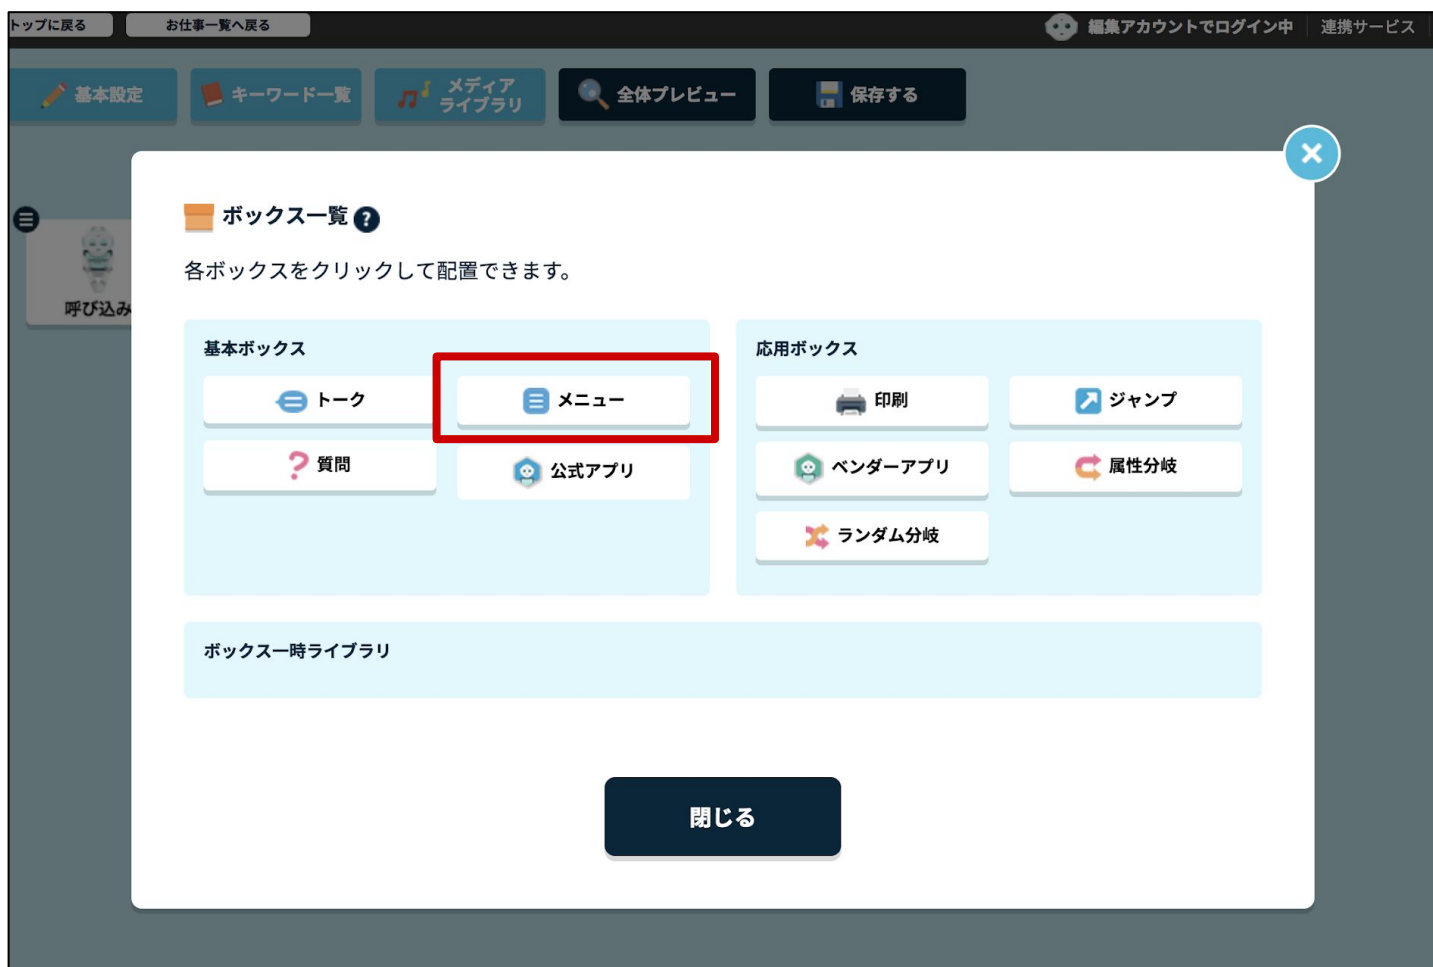 トップに戻る
お仕事一覧へ戻る
編集アカウントでログイン中
連携サービス
基本設定
キーワード一覧
メディア
ライブラリ
全体プレビュー
保存する
呼び込み
ボックス一覧 ?
各ボックスをクリックして配置できます。
基本ボックス
トーク
メニュー
質問
公式アプリ
応用ボックス
印刷
ジャンプ
ベンダーアプリ
属性分岐
ランダム分岐
ボックス一時ライブラリ
閉じる